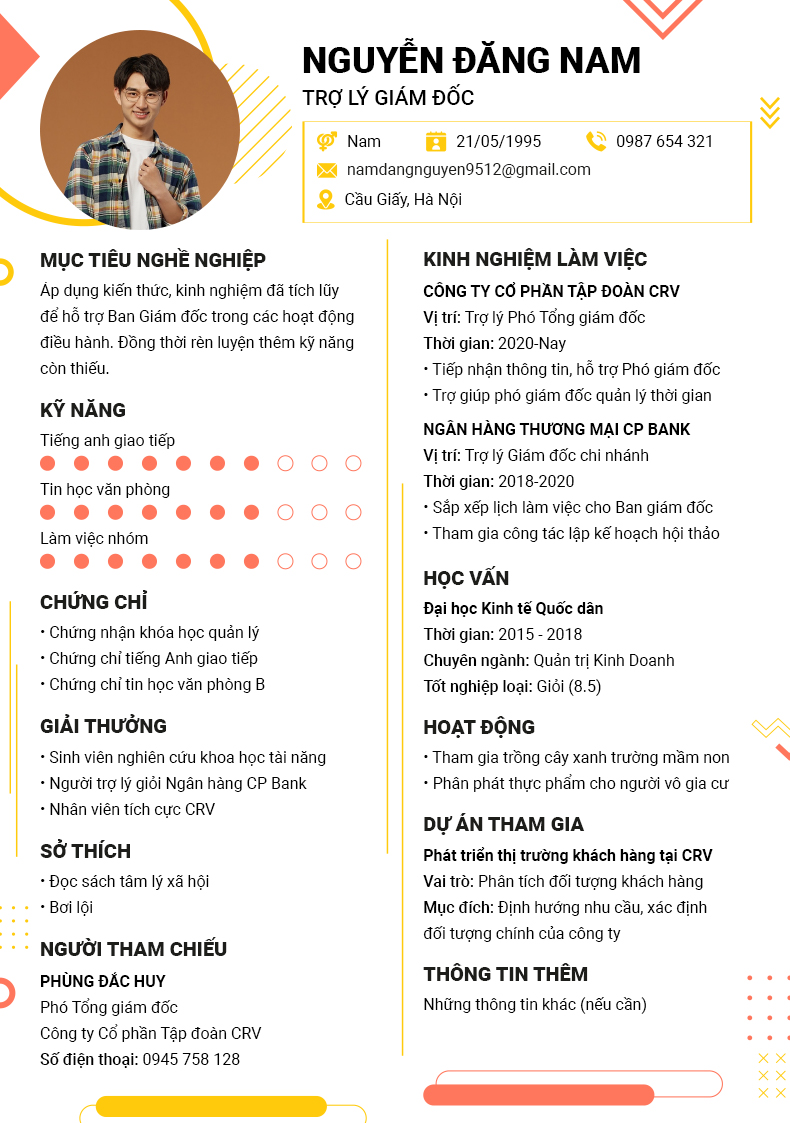 NGUYỄN ĐĂNG NAM
TRỢ LÝ GIÁM ĐỐC
Nam 21/05/1995 0987 654 321
namdangnguyen9512@gmail.com
Cầu Giấy, Hà Nội
MỤC TIÊU NGHỀ NGHIỆP
Áp dụng kiến thức, kinh nghiệm đã tích lũy
để hỗ trợ Ban Giám đốc trong các hoạt động
điều hành. Đồng thời rèn luyện thêm kỹ năng
còn thiếu.
KỸ NĂNG
Tiếng anh giao tiếp
Tin học văn phòng
Làm việc nhóm
CHỨNG CHỈ
• Chứng nhận khóa học quản lý
• Chứng chỉ tiếng Anh giao tiếp
• Chứng chỉ tin học văn phòng B
GIẢI THƯỞNG
• Sinh viên nghiên cứu khoa học tài năng
• Người trợ lý giỏi Ngân hàng CP Bank
• Nhân viên tích cực CRV
SỞ THÍCH
• Đọc sách tâm lý xã hội
• Bơi lội
NGƯỜI THAM CHIẾU
PHÙNG ĐẮC HUY
Phó Tổng giám đốc
Công ty Cổ phần Tập đoàn CRV
Số điện thoại: 0945 758 128
KINH NGHIỆM LÀM VIỆC
CÔNG TY CỔ PHẦN TẬP ĐOÀN CRV
Vị trí: Trợ lý Phó Tổng giám đốc
Thời gian: 2020-Nay
• Tiếp nhận thông tin, hỗ trợ Phó giám đốc
• Trợ giúp phó giám đốc quản lý thời gian
NGÂN HÀNG THƯƠNG MẠI CP BANK
Vị trí: Trợ lý Giám đốc chi nhánh
Thời gian: 2018-2020
• Sắp xếp lịch làm việc cho Ban giám đốc
• Tham gia công tác lập kế hoạch hội thảo
HỌC VẤN
Đại học Kinh tế Quốc dân
Thời gian: 2015 - 2018
Chuyên ngành: Quản trị Kinh Doanh
Tốt nghiệp loại: Giỏi (8.5)
HOẠT ĐỘNG
• Tham gia trồng cây xanh trường mầm non
• Phân phát thực phẩm cho người vô gia cư
DỰ ÁN THAM GIA
Phát triển thị trường khách hàng tại CRV
Vai trò: Phân tích đối tượng khách hàng
Mục đích: Định hướng nhu cầu, xác định
đối tượng chính của công ty
THÔNG TIN THÊM
Những thông tin khác (nếu cần)